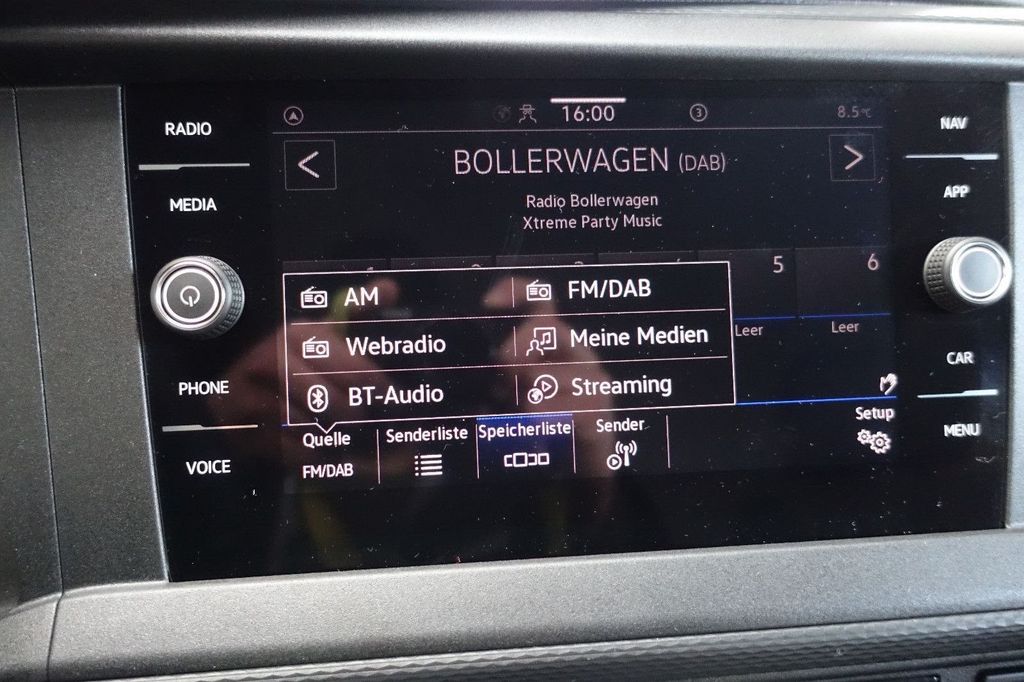 RADIO
MEDIA
PHONE
VOICE
16:00
3
8.5°C
BOLLERWAGEN (DAB)
Radio Bollerwagen
Xtreme Party Music
5
6
Leer
Leer
AM
FM/DAB
Webradio
Meine Medien
BT-Audio
Streaming
Quelle
FM/DAB
Senderliste
Speicherliste
Sender
Setup
NAV
APP
CAR
MENU